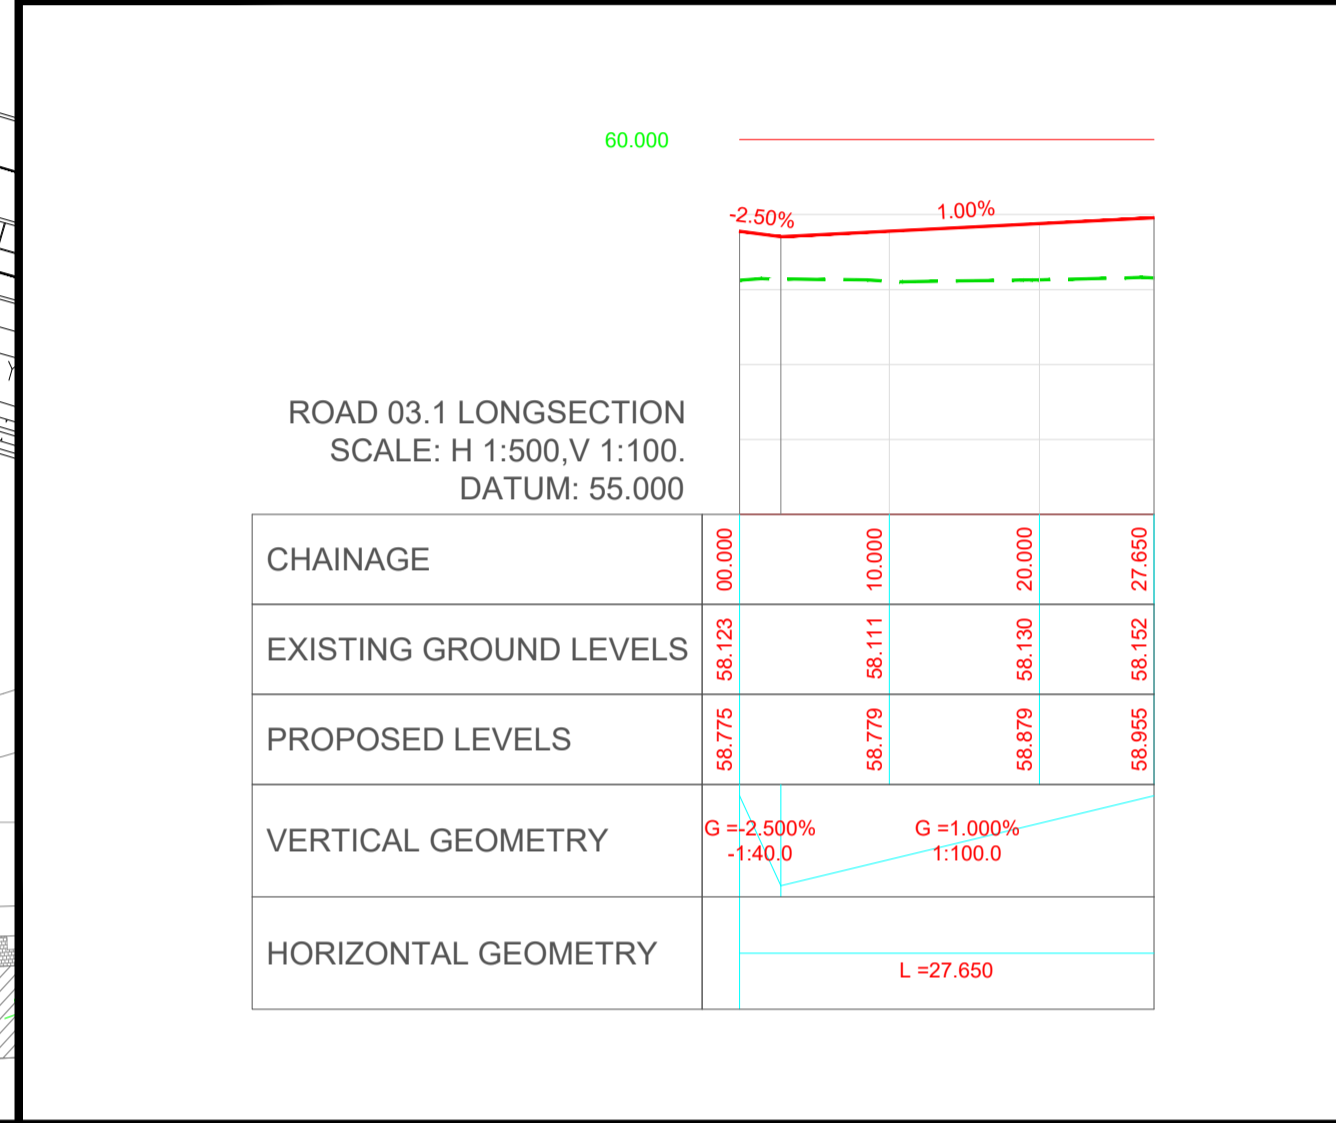 60.000
-2.50%
1.00%
ROAD 03.1 LONGSECTION
SCALE: H 1:500,V 1:100.
DATUM: 55.000
CHAINAGE
00.000
10.000
20.000
27.650
EXISTING GROUND LEVELS
58.123
58.111
58.130
58.152
PROPOSED LEVELS
58.775
58.779
58.879
58.955
VERTICAL GEOMETRY
G =-2.500%
-1:40.0
G =1.000%
1:100.0
HORIZONTAL GEOMETRY
L =27.650